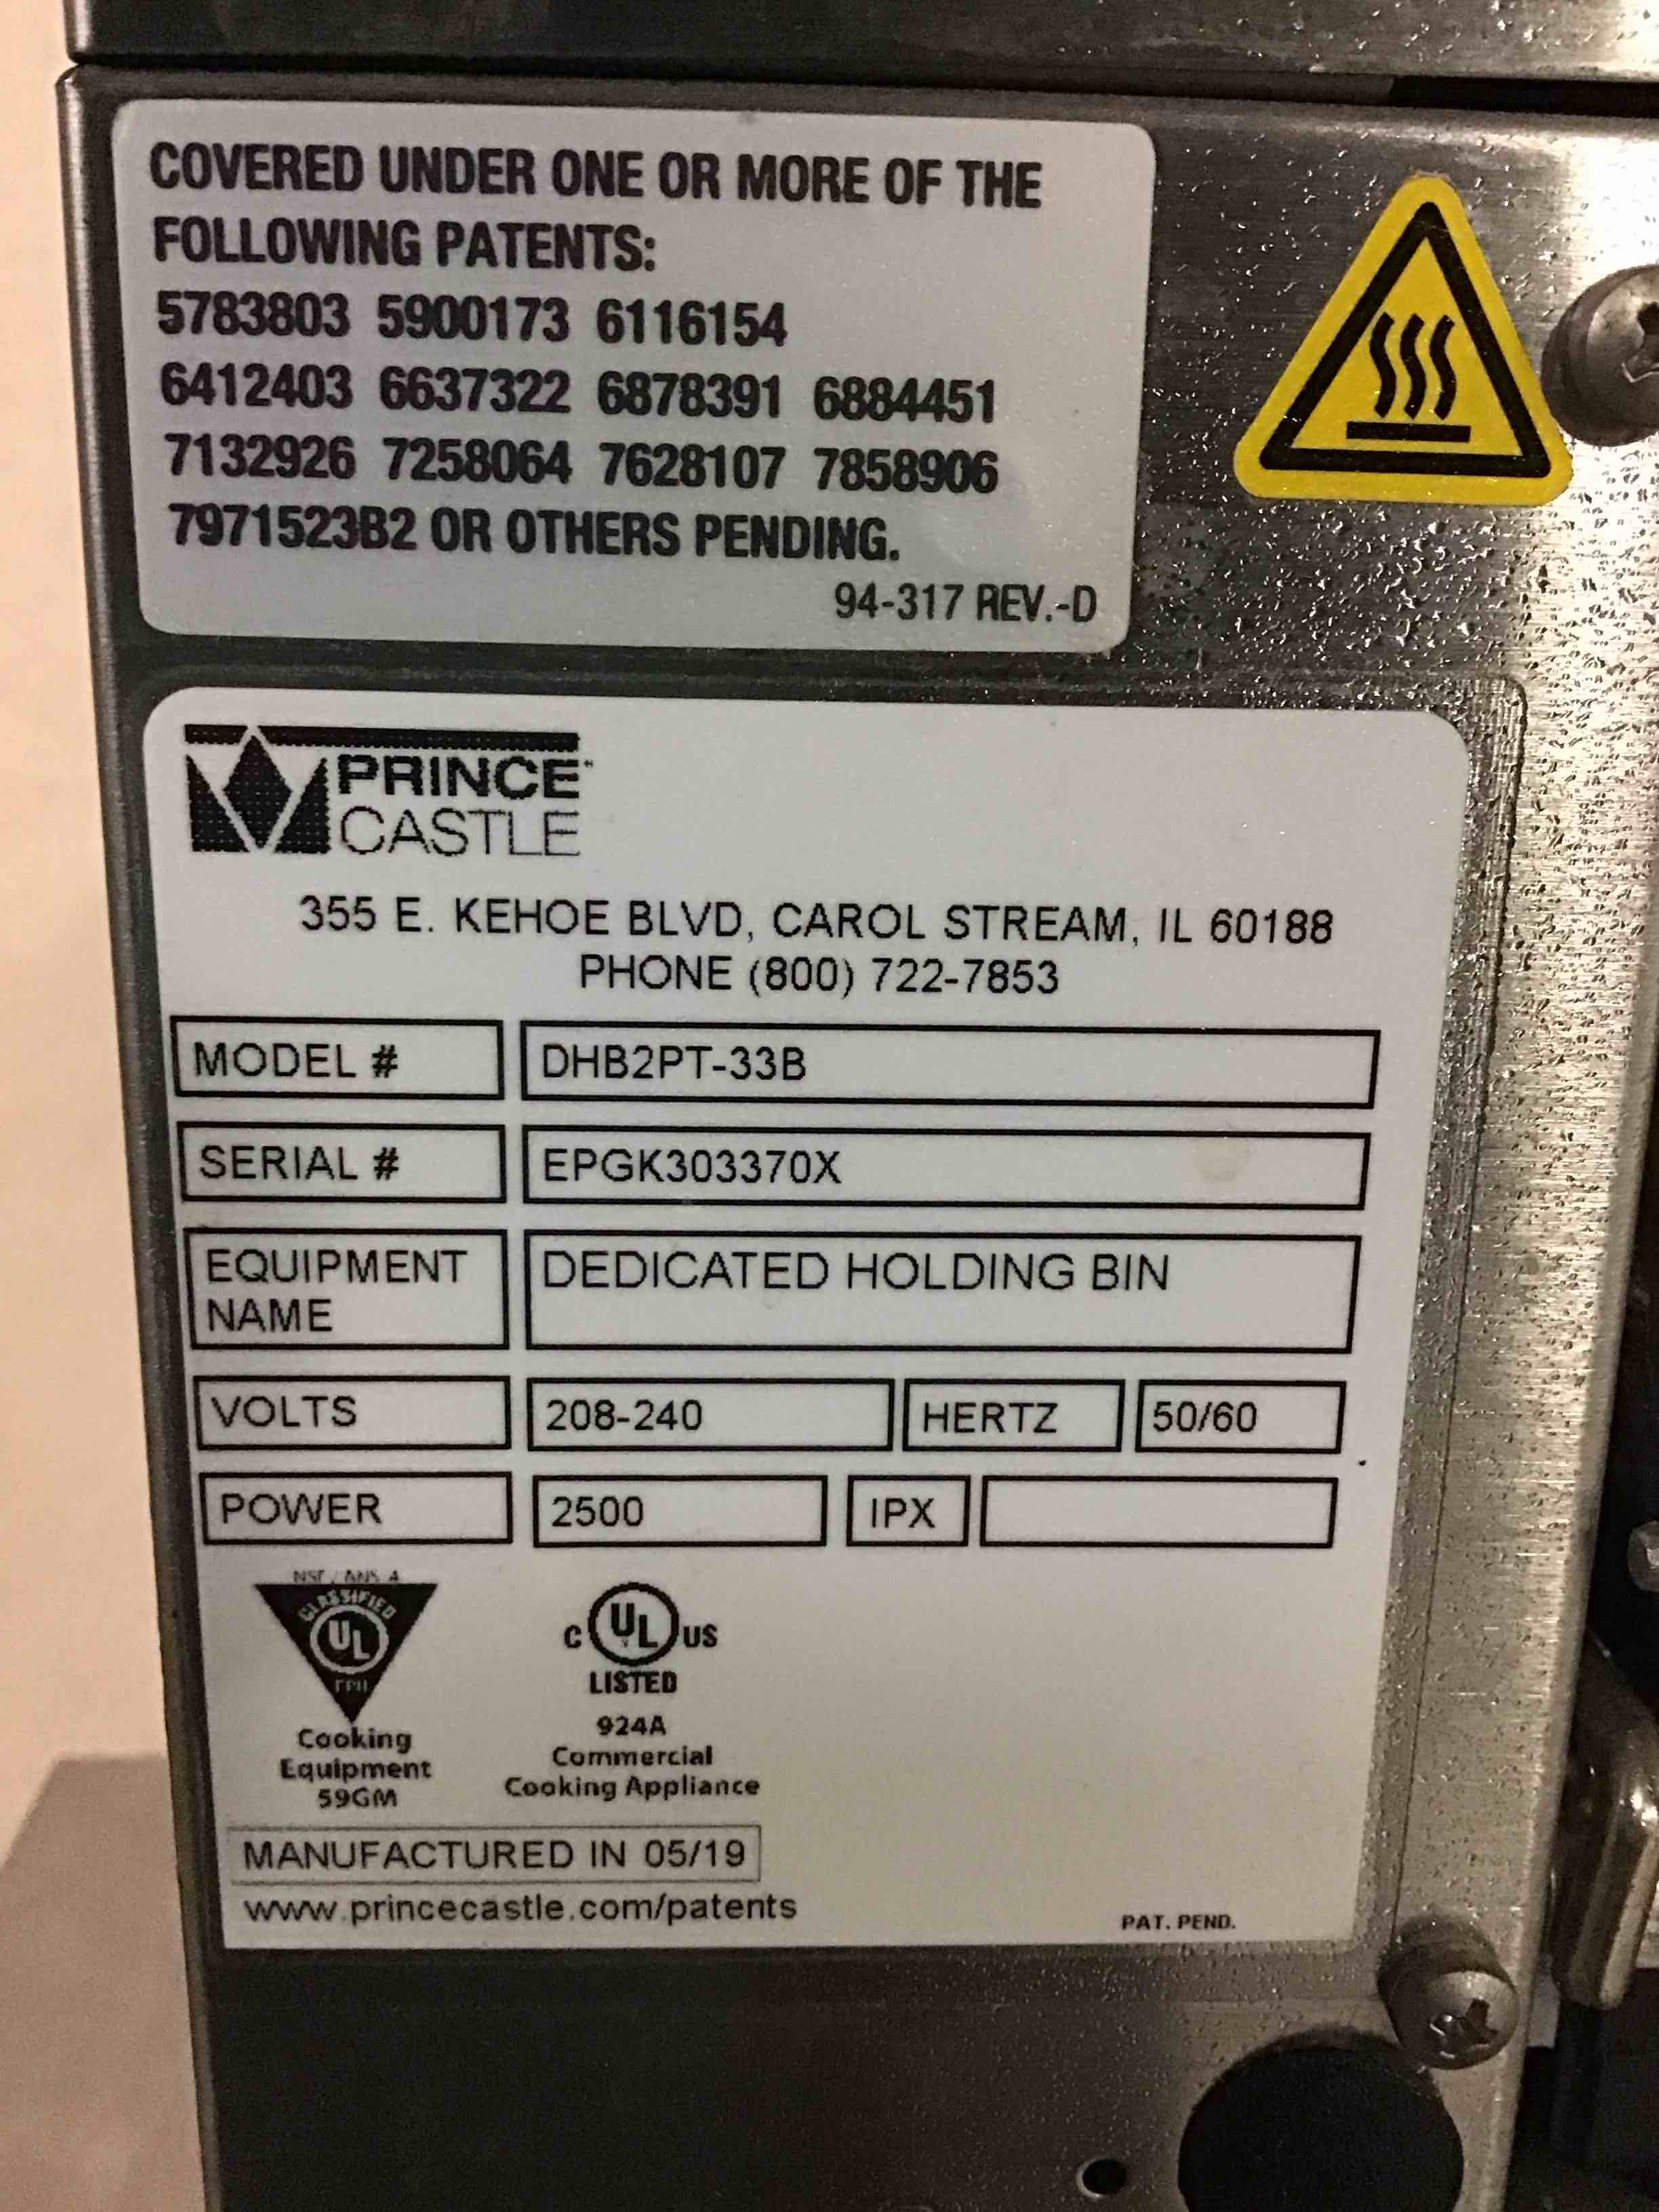 COVERED UNDER ONE OR MORE OF THE
FOLLOWING PATENTS:
5783803 5900173 6116154
6412403 6637322 6878391 6884451
7132926 7258064 7628107 7858906
7971523B2 OR OTHERS PENDING.
94-317 REV.-D
PRINCE
CASTLE
355 E. KEHOE BLVD, CAROL STREAM, IL 60188
PHONE (800) 722-7853
MODEL # DHB2PT-33B
SERIAL # EPGK303370X
EQUIPMENT NAME DEDICATED HOLDING BIN
VOLTS 208-240 HERTZ 50/60
POWER 2500 IPX
CLASSIFIED
UL
EPH
Cooking
Equipment
59GM
C UL US
LISTED
924A
Commercial
Cooking Appliance
MANUFACTURED IN 05/19
www.princecastle.com/patents
PAT. PEND.